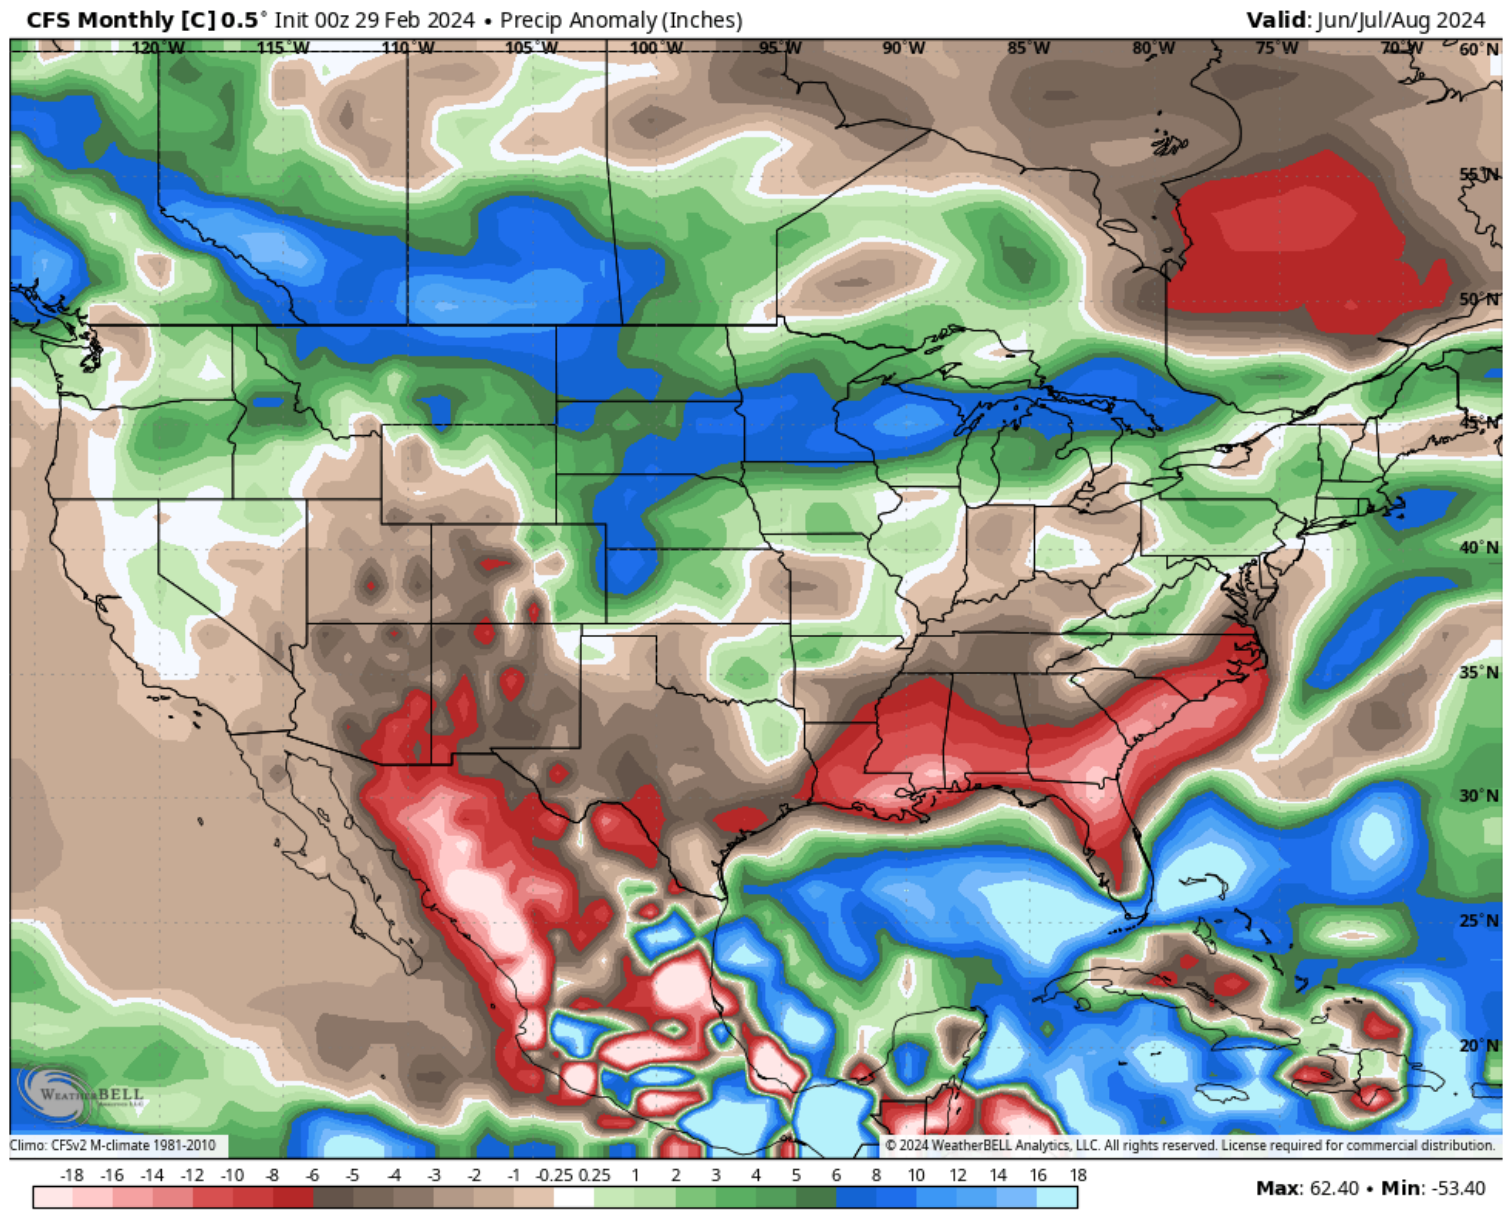 CFS Monthly [C] 0.5° Init 00z 29 Feb 2024 • Precip Anomaly (Inches) Valid: Jun/Jul/Aug 2024
120°W 115°W 110°W 105°W 100°W 95°W 90°W 85°W 80°W 75°W 70°W 60°N
55°N
50°N
45°N
40°N
35°N
30°N
25°N
20°N
WEATHERBELL
Analytics LLC
Climo: CFSv2 M-climate 1981-2010 © 2024 WeatherBELL Analytics, LLC. All rights reserved. License required for commercial distribution.
-18 -16 -14 -12 -10 -8 -6 -5 -4 -3 -2 -1 -0.25 0.25 1 2 3 4 5 6 8 10 12 14 16 18
Max: 62.40 • Min: -53.40